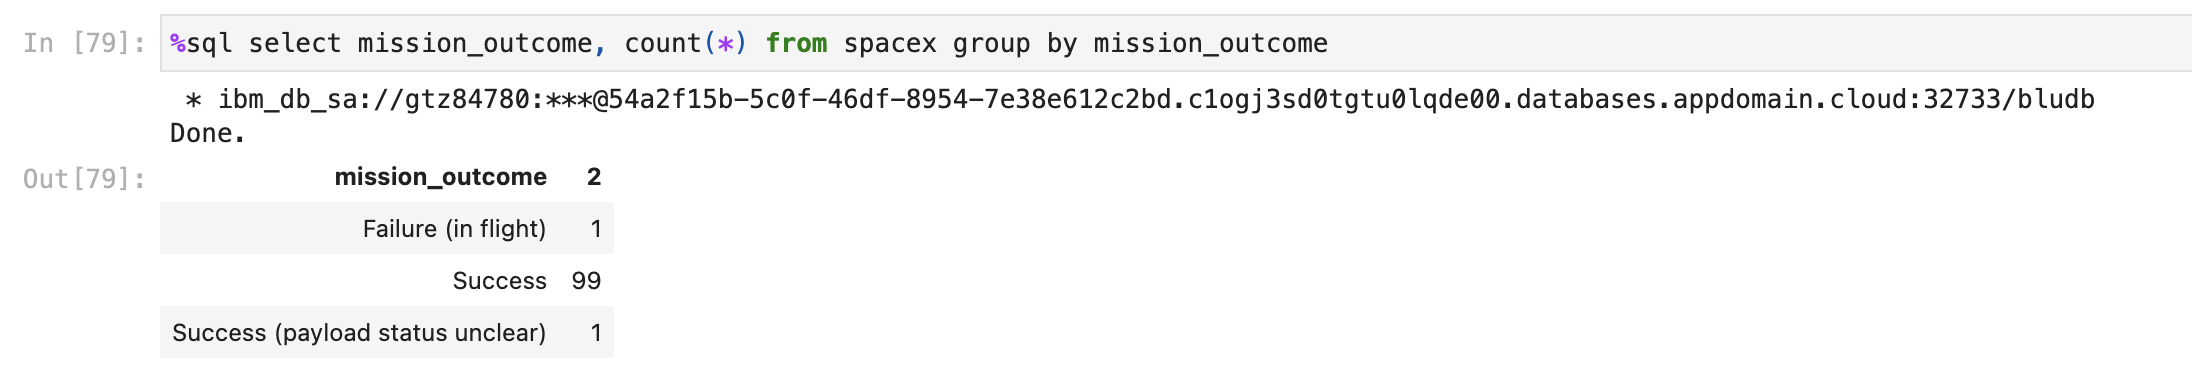 In [79]: %sql select mission_outcome, count(*) from spacex group by mission_outcome
* ibm_db_sa://gtz84780:***@54a2f15b-5c0f-46df-8954-7e38e612c2bd.c1ogj3sd0tgtu0lqde00.databases.appdomain.cloud:32733/bludb
Done.
Out[79]: mission_outcome 2
Failure (in flight) 1
Success 99
Success (payload status unclear) 1